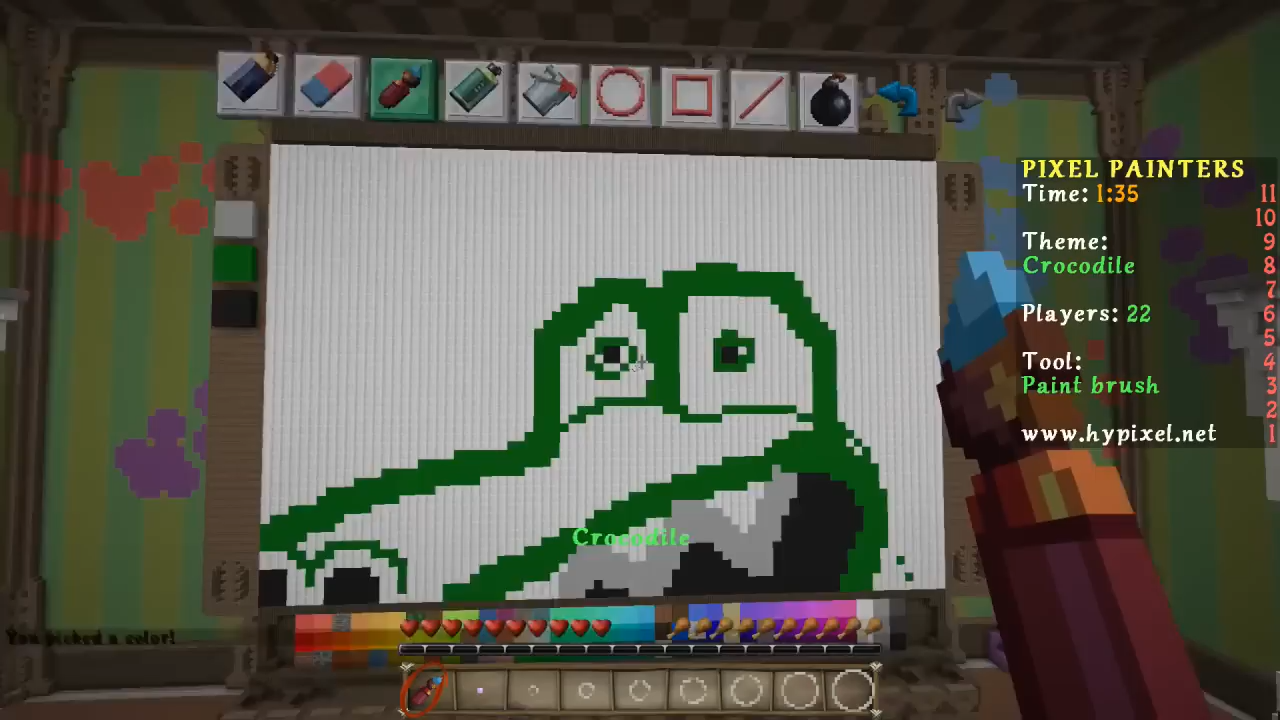 PIXEL PAINTERS
Time: 1:35 11
10
Theme: 9
Crocodile 8
7
Players: 22 6
5
Tool: 4
Paint brush 3
2
www.hypixel.net 1
Crocodile
You picked a color!